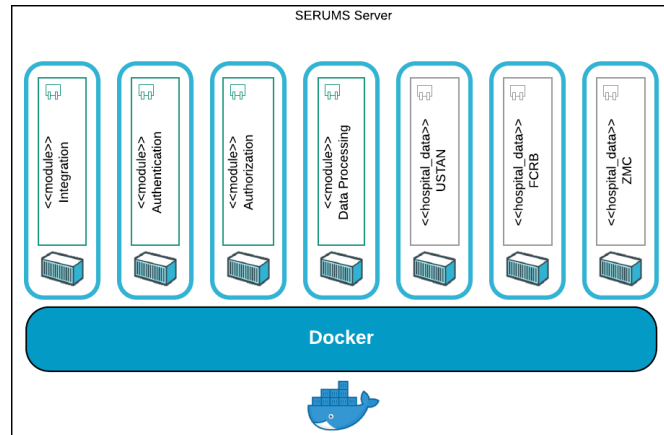 SERUMS Server
<<module>>
Integration
<<module>>
Authentication
<<module>>
Authorization
<<module>>
Data Processing
<<hospital_data>>
USTAN
<<hospital_data>>
FCRB
<<hospital_data>>
ZMC
Docker